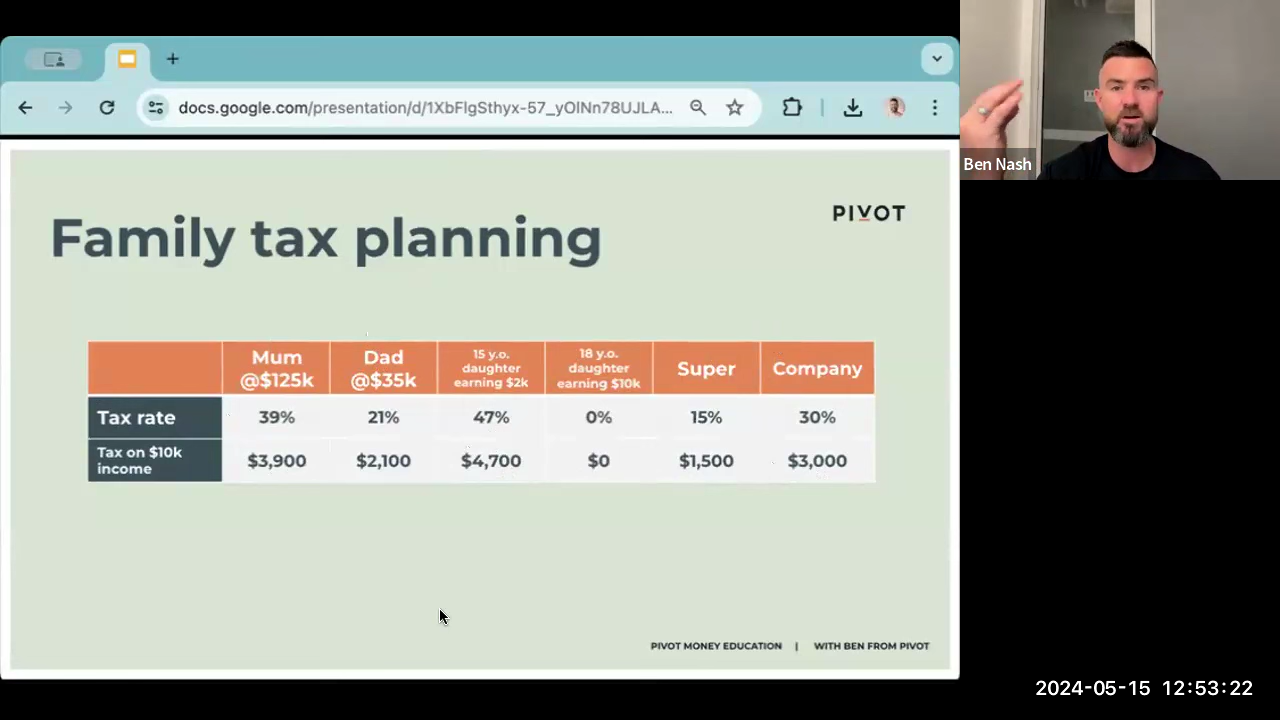 docs.google.com/presentation/d/1XbFIgSthyx-57_yOINn78UJLA...
Ben Nash
Family tax planning
PIVOT
Mum @$125k
Dad @$35k
15 y.o. daughter earning $2k
18 y.o. daughter earning $10k
Super
Company
Tax rate
39%
21%
47%
0%
15%
30%
Tax on $10k income
$3,900
$2,100
$4,700
$0
$1,500
$3,000
PIVOT MONEY EDUCATION | WITH BEN FROM PIVOT
2024-05-15 12:53:22